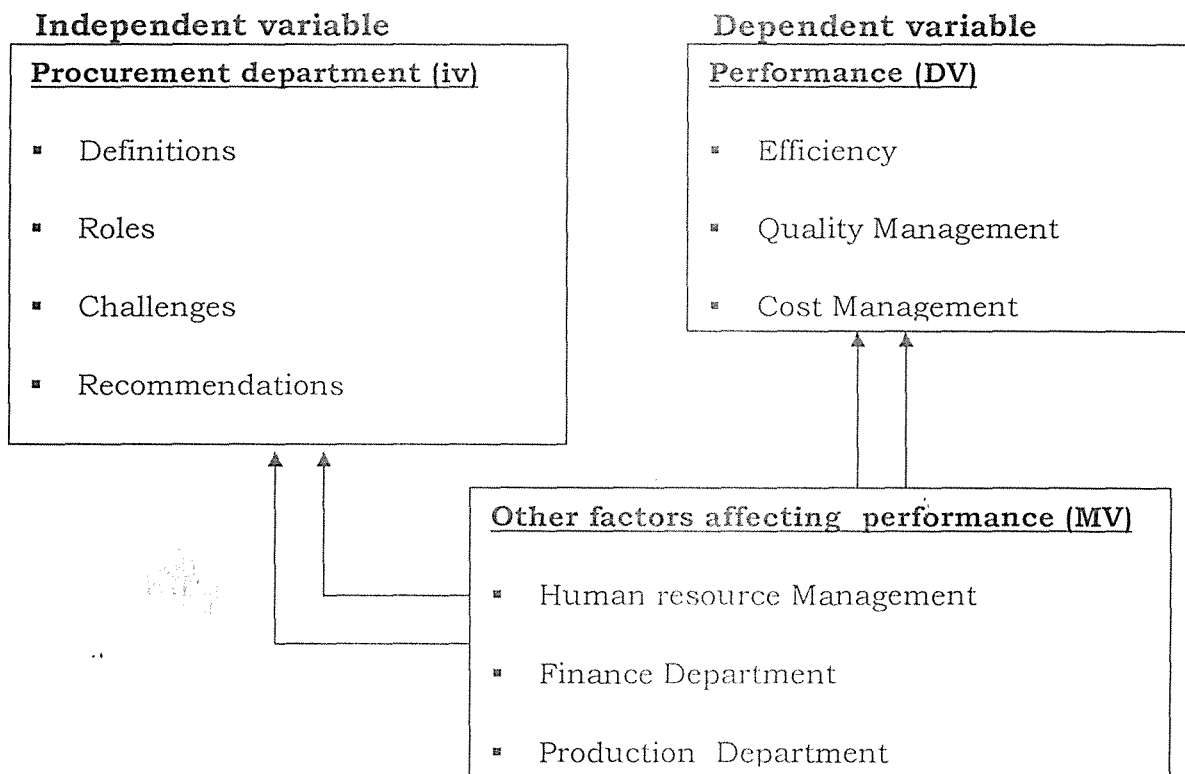 Independent variable
Procurement department (iv)
▪ Definitions
▪ Roles
▪ Challenges
▪ Recommendations
Dependent variable
Performance (DV)
▪ Efficiency
▪ Quality Management
▪ Cost Management
Other factors affecting performance (MV)
▪ Human resource Management
▪ Finance Department
▪ Production Department